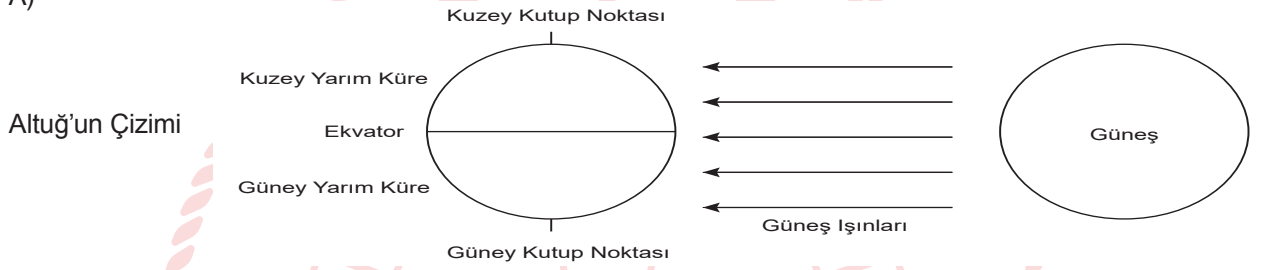 A)
Kuzey Kutup Noktası
Kuzey Yarım Küre
Altuğ'un Çizimi
Ekvator
Güneş
Güney Yarım Küre
Güneş Işınları
Güney Kutup Noktası